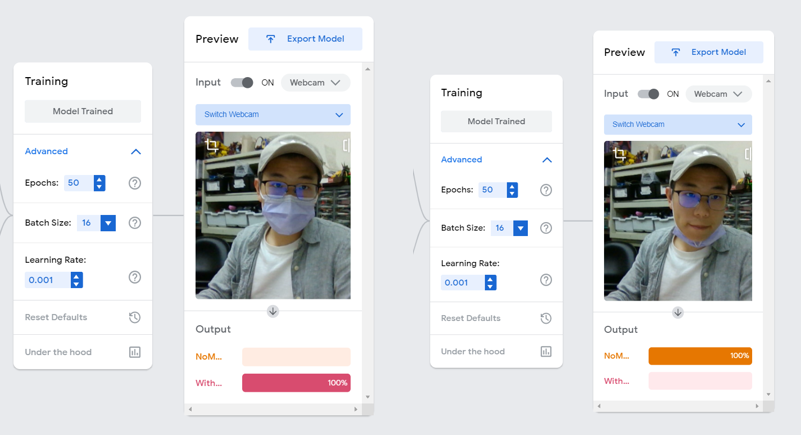 Training
Model Trained
Advanced
Epochs: 50
Batch Size: 16
Learning Rate:
0.001
Reset Defaults
Under the hood
Preview
Export Model
Input ON Webcam
Switch Webcam
Output
NoM...
With... 100%
Training
Model Trained
Advanced
Epochs: 50
Batch Size: 16
Learning Rate:
0.001
Reset Defaults
Under the hood
Preview
Export Model
Input ON Webcam
Switch Webcam
Output
NoM... 100%
With...